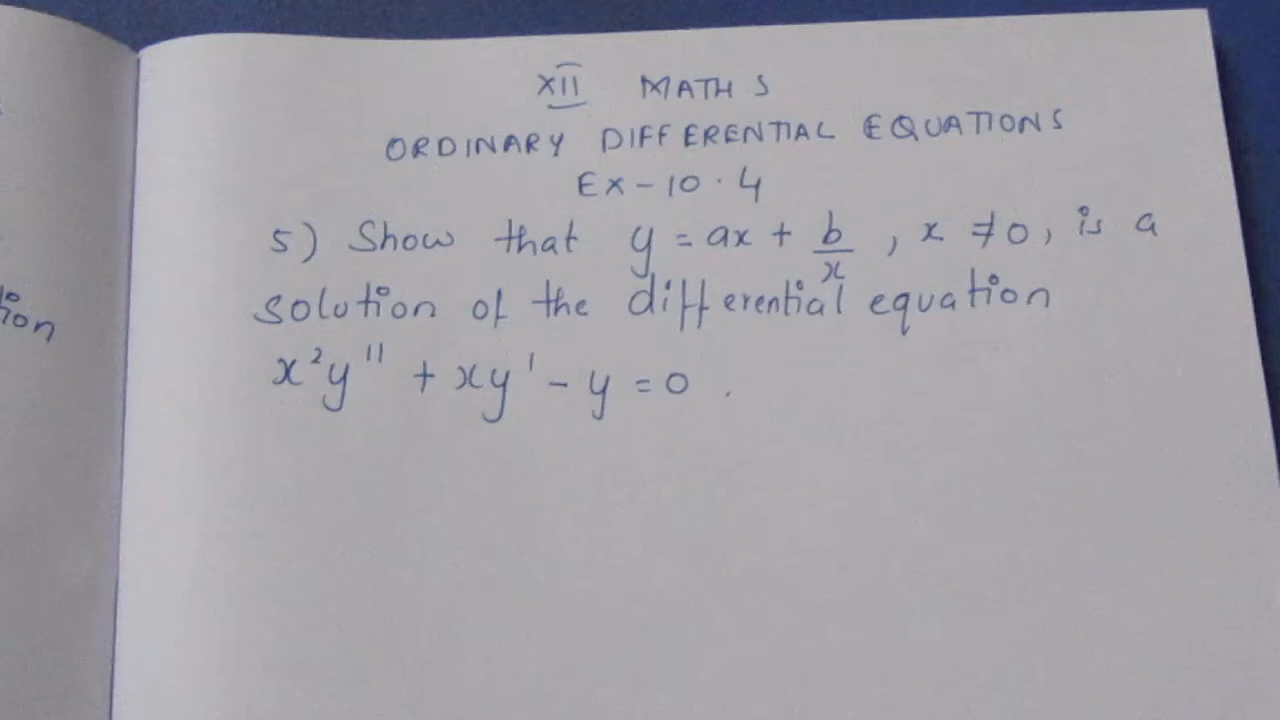 XII MATHS
ORDINARY DIFFERENTIAL EQUATIONS
Ex-10.4
5) Show that y = ax + b/x, x ≠ 0, is a
solution of the differential equation
x²y'' + xy' - y = 0.